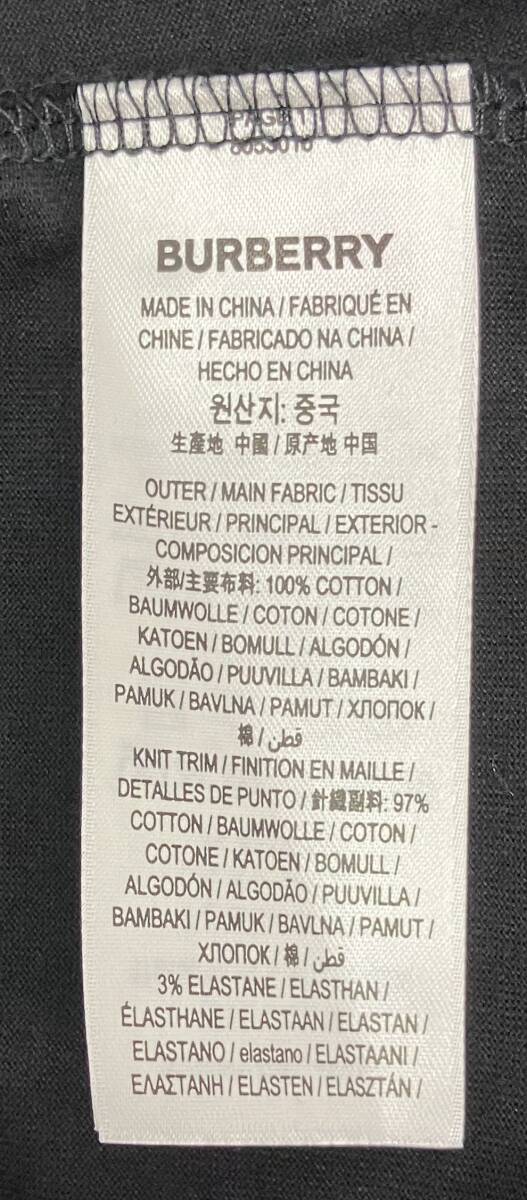 PAGE 1
8053016
BURBERRY
MADE IN CHINA / FABRIQUÉ EN
CHINE / FABRICADO NA CHINA /
HECHO EN CHINA
원산지: 중국
生產地 中國 / 原产地 中国
OUTER / MAIN FABRIC / TISSU
EXTÉRIEUR / PRINCIPAL / EXTERIOR -
COMPOSICION PRINCIPAL /
外部/主要布料: 100% COTTON /
BAUMWOLLE / COTON / COTONE /
KATOEN / BOMULL / ALGODÓN /
ALGODÃO / PUUVILLA / BAMBAKI /
PAMUK / BAVLNA / PAMUT / ХЛОПОК /
棉 / قطن
KNIT TRIM / FINITION EN MAILLE /
DETALLES DE PUNTO / 針織副料: 97%
COTTON / BAUMWOLLE / COTON /
COTONE / KATOEN / BOMULL /
ALGODÓN / ALGODÃO / PUUVILLA /
BAMBAKI / PAMUK / BAVLNA / PAMUT /
ХЛОПОК / 棉 / قطن
3% ELASTANE / ELASTHAN /
ÉLASTHANE / ELASTAAN / ELASTAN /
ELASTANO / elastano / ELASTAANI /
ΕΛΑΣΤΑΝΗ / ELASTEN / ELASZTÁN /